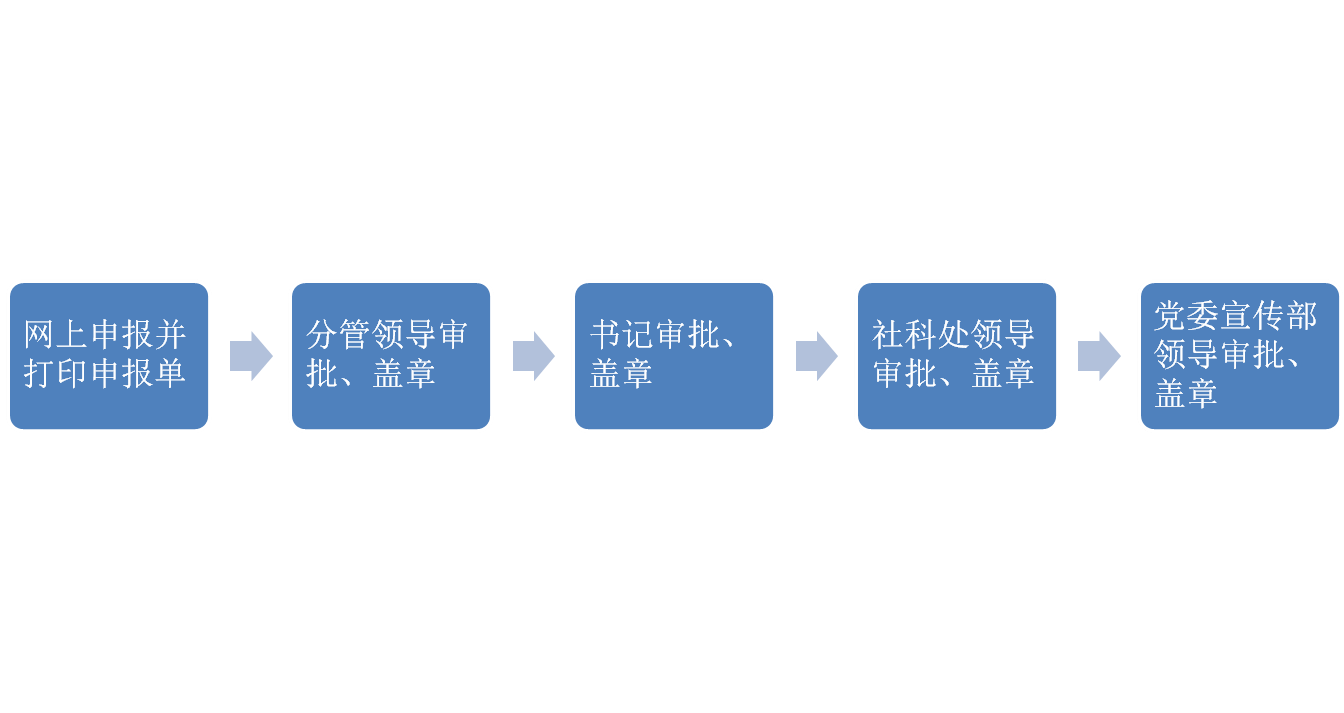 网上申报并
打印申报单
分管领导审
批、盖章
书记审批、
盖章
社科处领导
审批、盖章
党委宣传部
领导审批、
盖章